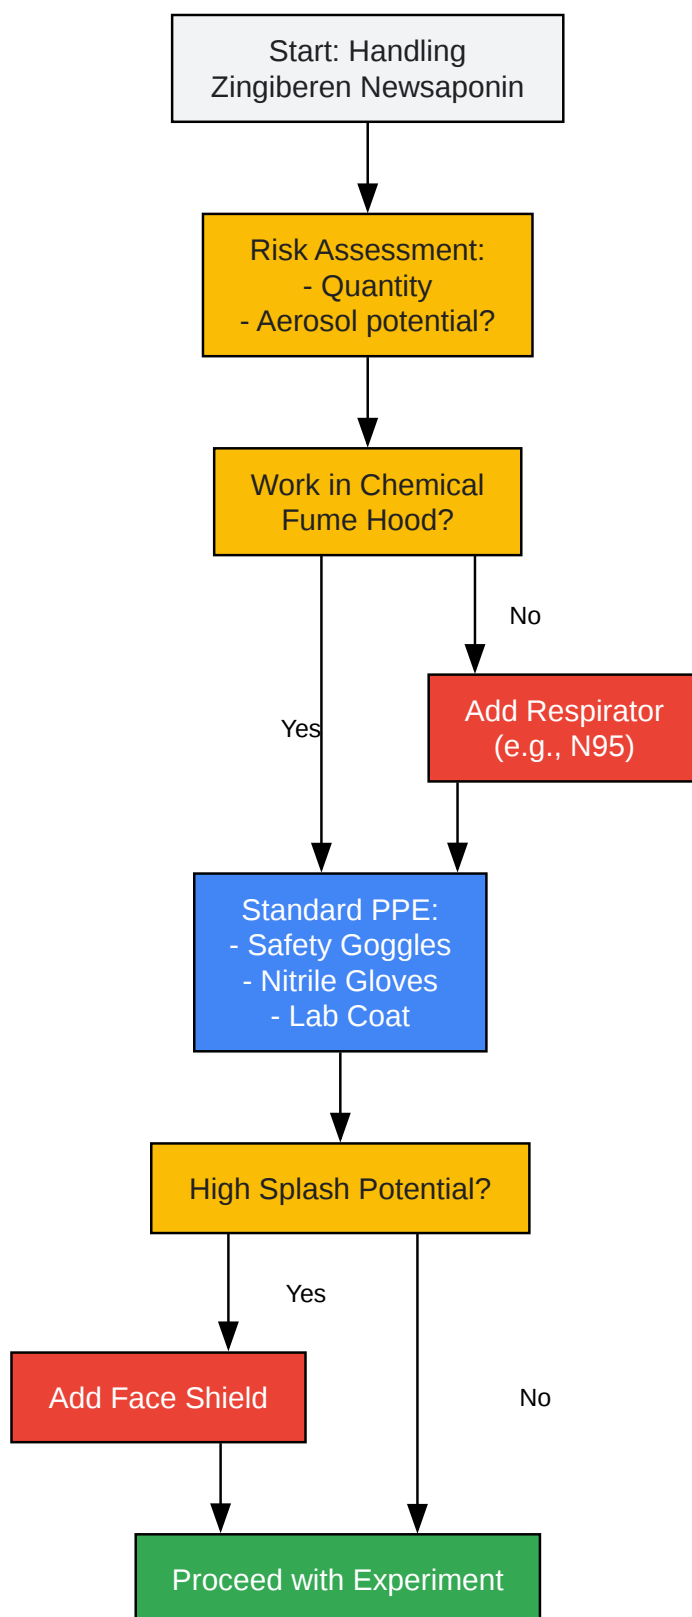 Start: Handling
Zingiberen Newsaponin
Risk Assessment:
- Quantity
- Aerosol potential?
Work in Chemical
Fume Hood?
No
Add Respirator
(e.g., N95)
Yes
Standard PPE:
- Safety Goggles
- Nitrile Gloves
- Lab Coat
High Splash Potential?
Yes
Add Face Shield
No
Proceed with Experiment